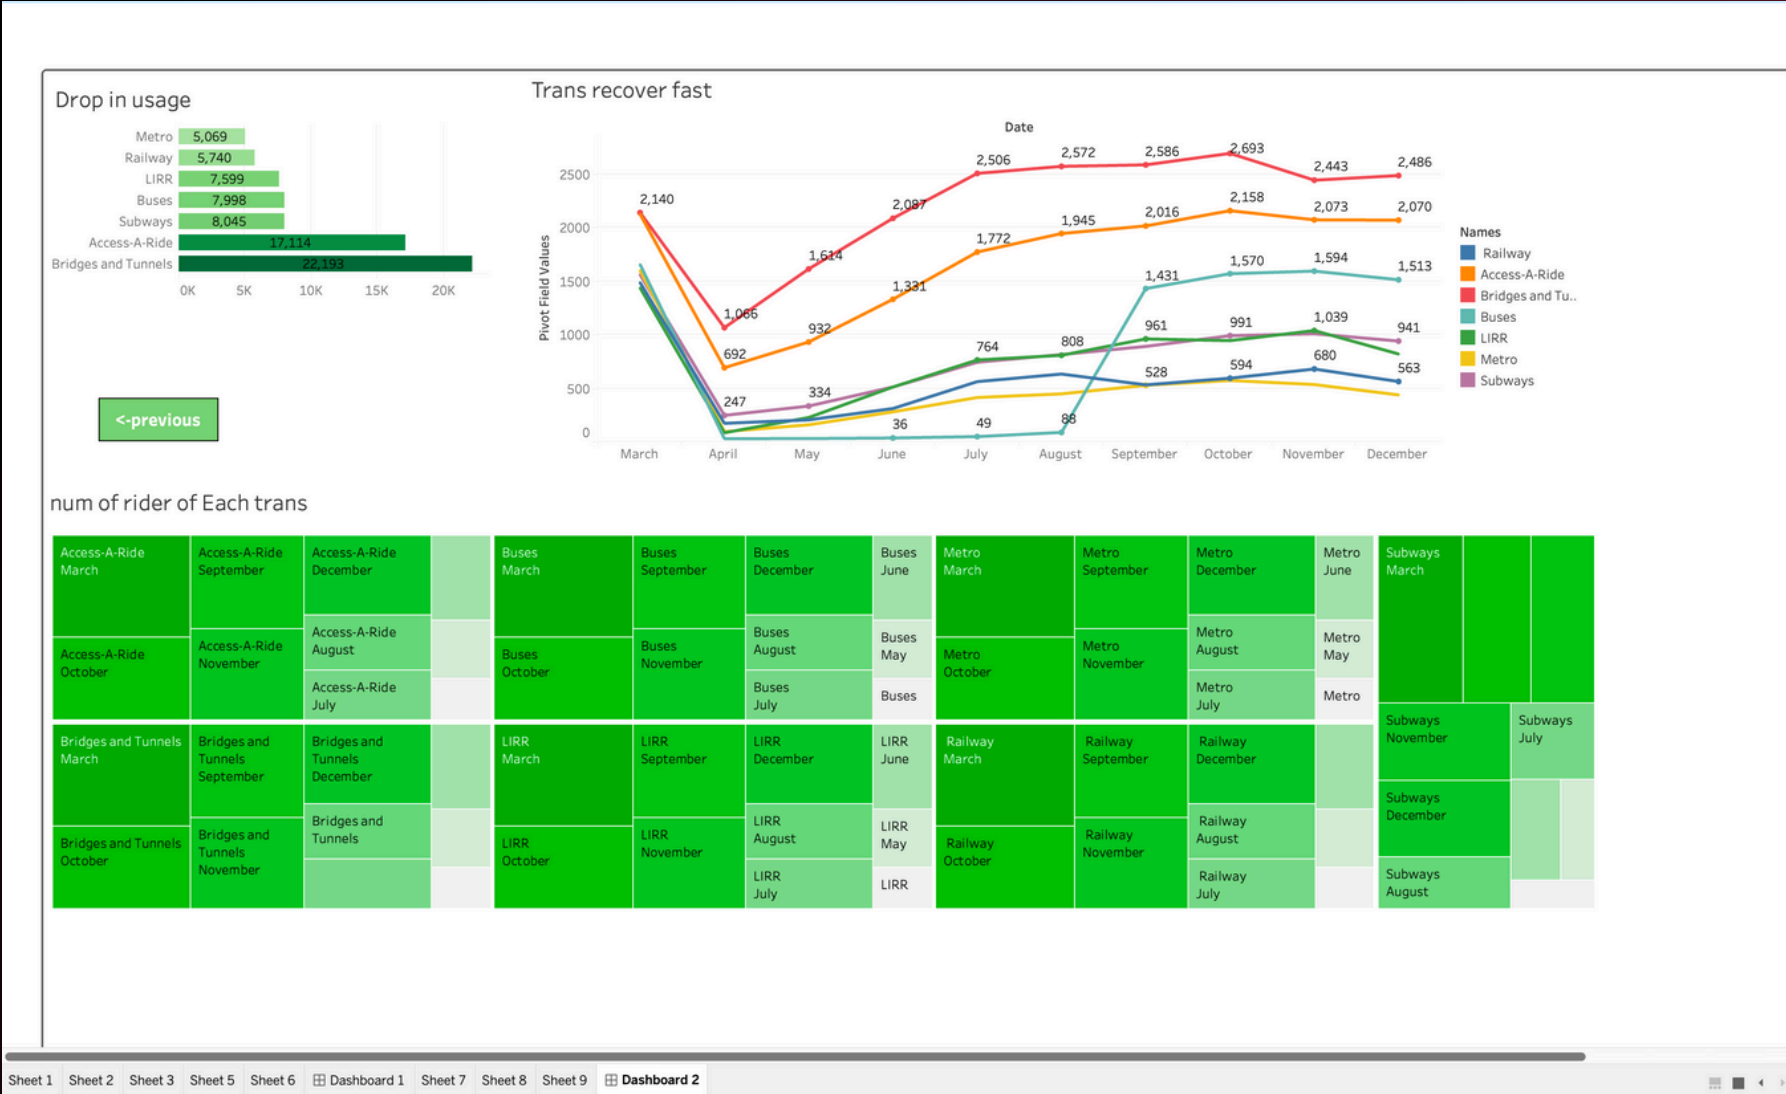 Drop in usage
Metro 5,069
Railway 5,740
LIRR 7,599
Buses 7,998
Subways 8,045
Access-A-Ride 17,114
Bridges and Tunnels 22,193
0K 5K 10K 15K 20K
<-previous
Trans recover fast
Date
Pivot Field Values
2500
2000
1500
1000
500
0
2,140 1,066 1,614 2,087 2,506 2,572 2,586 2,693 2,443 2,486
692 932 1,331 1,772 1,945 2,016 2,158 2,073 2,070
1,431 1,570 1,594 1,513
247 334 764 808 961 991 1,039 941
528 594 680 563
36 49 88
March April May June July August September October November December
Names
Railway
Access-A-Ride
Bridges and Tu..
Buses
LIRR
Metro
Subways
num of rider of Each trans
Access-A-Ride
March
Access-A-Ride
October
Access-A-Ride
September
Access-A-Ride
November
Access-A-Ride
December
Access-A-Ride
August
Access-A-Ride
July
Buses
March
Buses
October
Buses
September
Buses
November
Buses
December
Buses
August
Buses
July
Buses
June
Buses
May
Buses
Metro
March
Metro
October
Metro
September
Metro
November
Metro
December
Metro
August
Metro
July
Metro
June
Metro
May
Metro
Subways
March
Subways
November
Subways
December
Subways
August
Subways
July
Bridges and Tunnels
March
Bridges and Tunnels
October
Bridges and
Tunnels
September
Bridges and
Tunnels
November
Bridges and
Tunnels
December
Bridges and
Tunnels
LIRR
March
LIRR
October
LIRR
September
LIRR
November
LIRR
December
LIRR
August
LIRR
July
LIRR
June
LIRR
May
LIRR
Railway
March
Railway
October
Railway
September
Railway
November
Railway
December
Railway
August
Railway
July
Sheet 1 Sheet 2 Sheet 3 Sheet 5 Sheet 6 Dashboard 1 Sheet 7 Sheet 8 Sheet 9 Dashboard 2